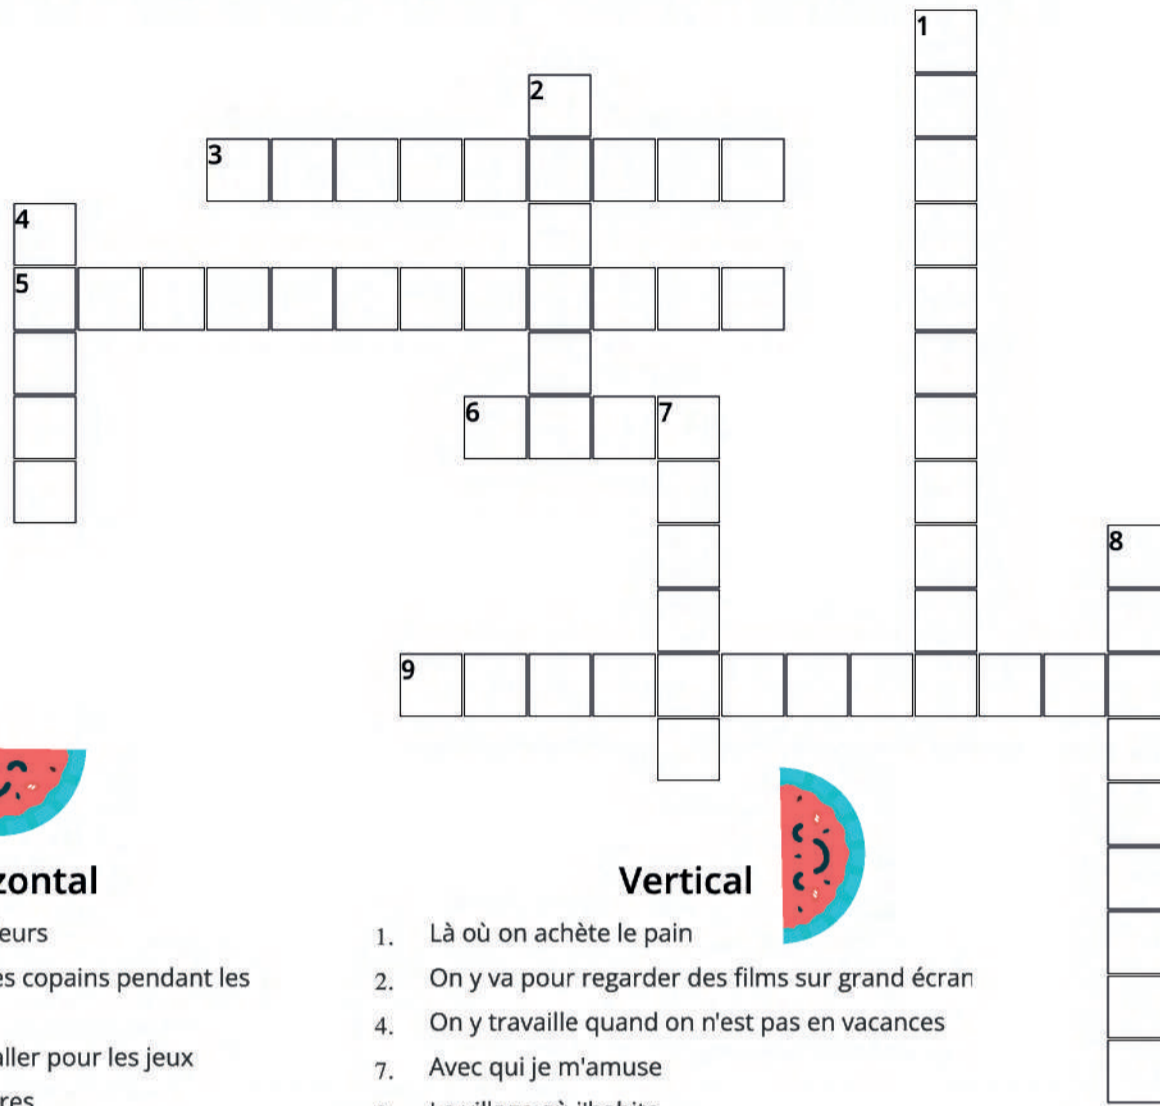 1
2
3
4
5
6
7
8
9
zontal
eurs
es copains pendant les
aller pour les jeux
res
Vertical
1. Là où on achète le pain
2. On y va pour regarder des films sur grand écran
4. On y travaille quand on n'est pas en vacances
7. Avec qui je m'amuse